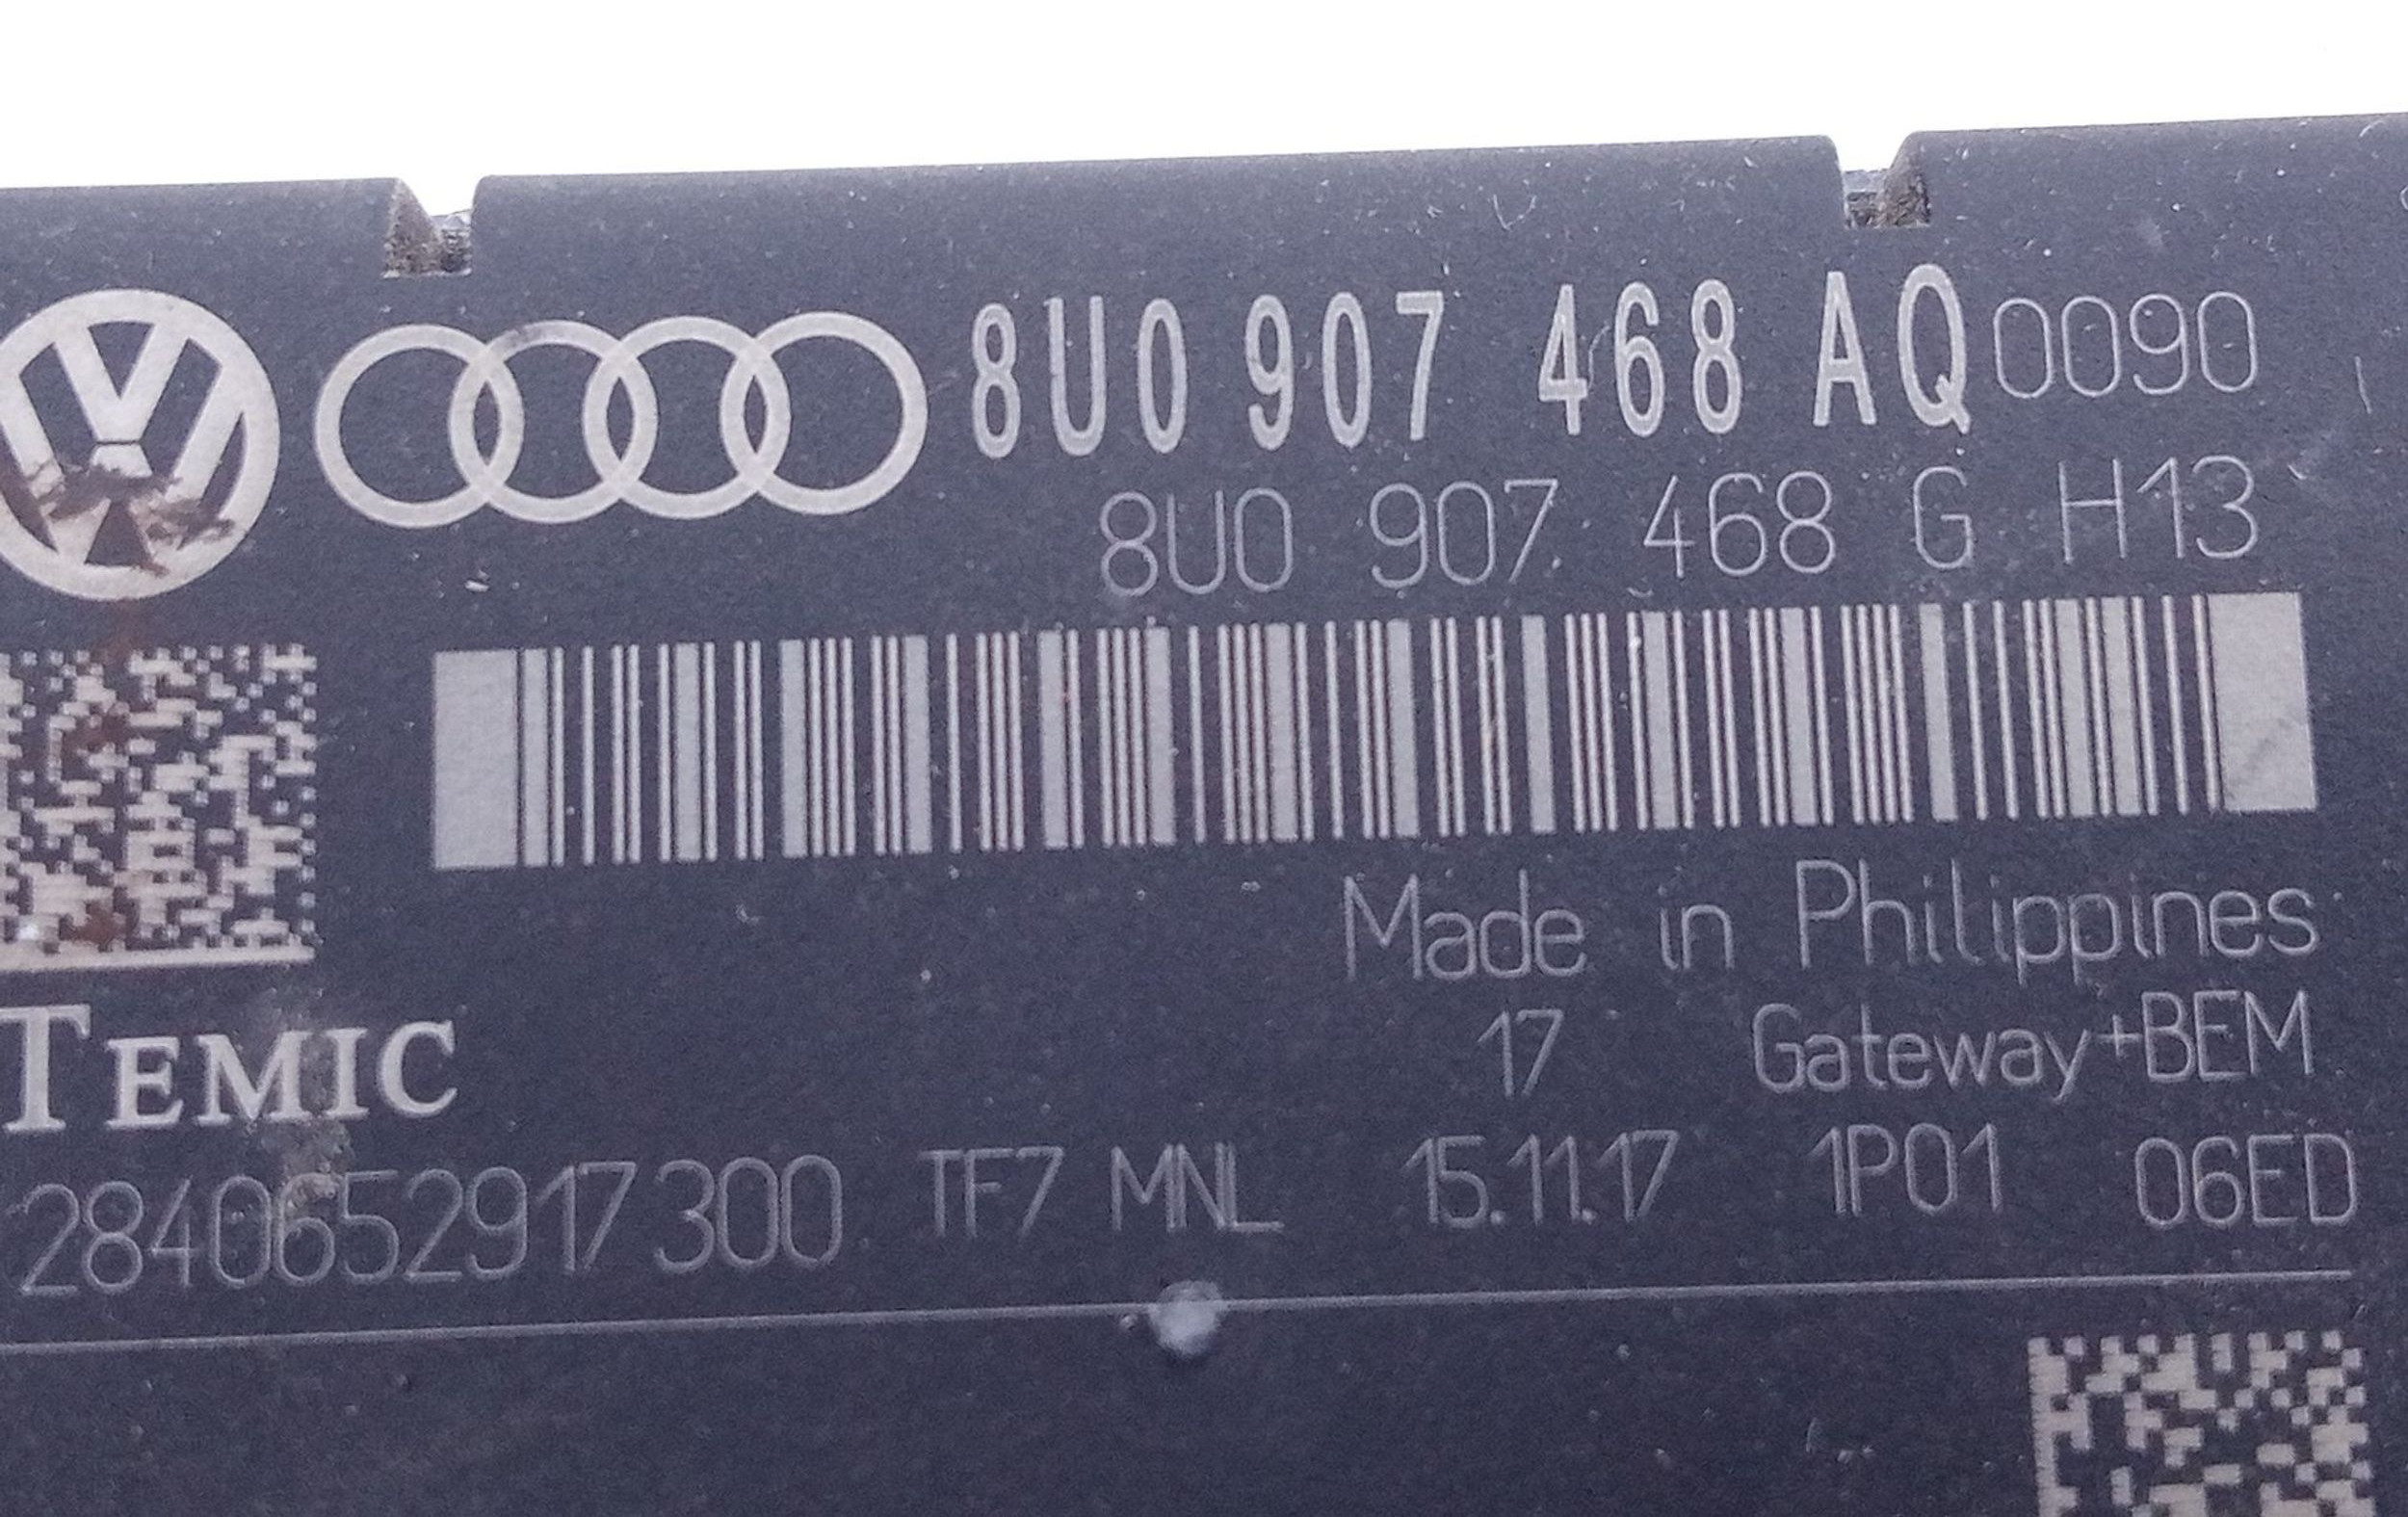 8U0 907 468 AQ 0090
8U0 907 468 G H13
Made in Philippines
TEMIC
17 Gateway+BEM
2840652917300 TF7 MNL 15.11.17 1P01 06ED